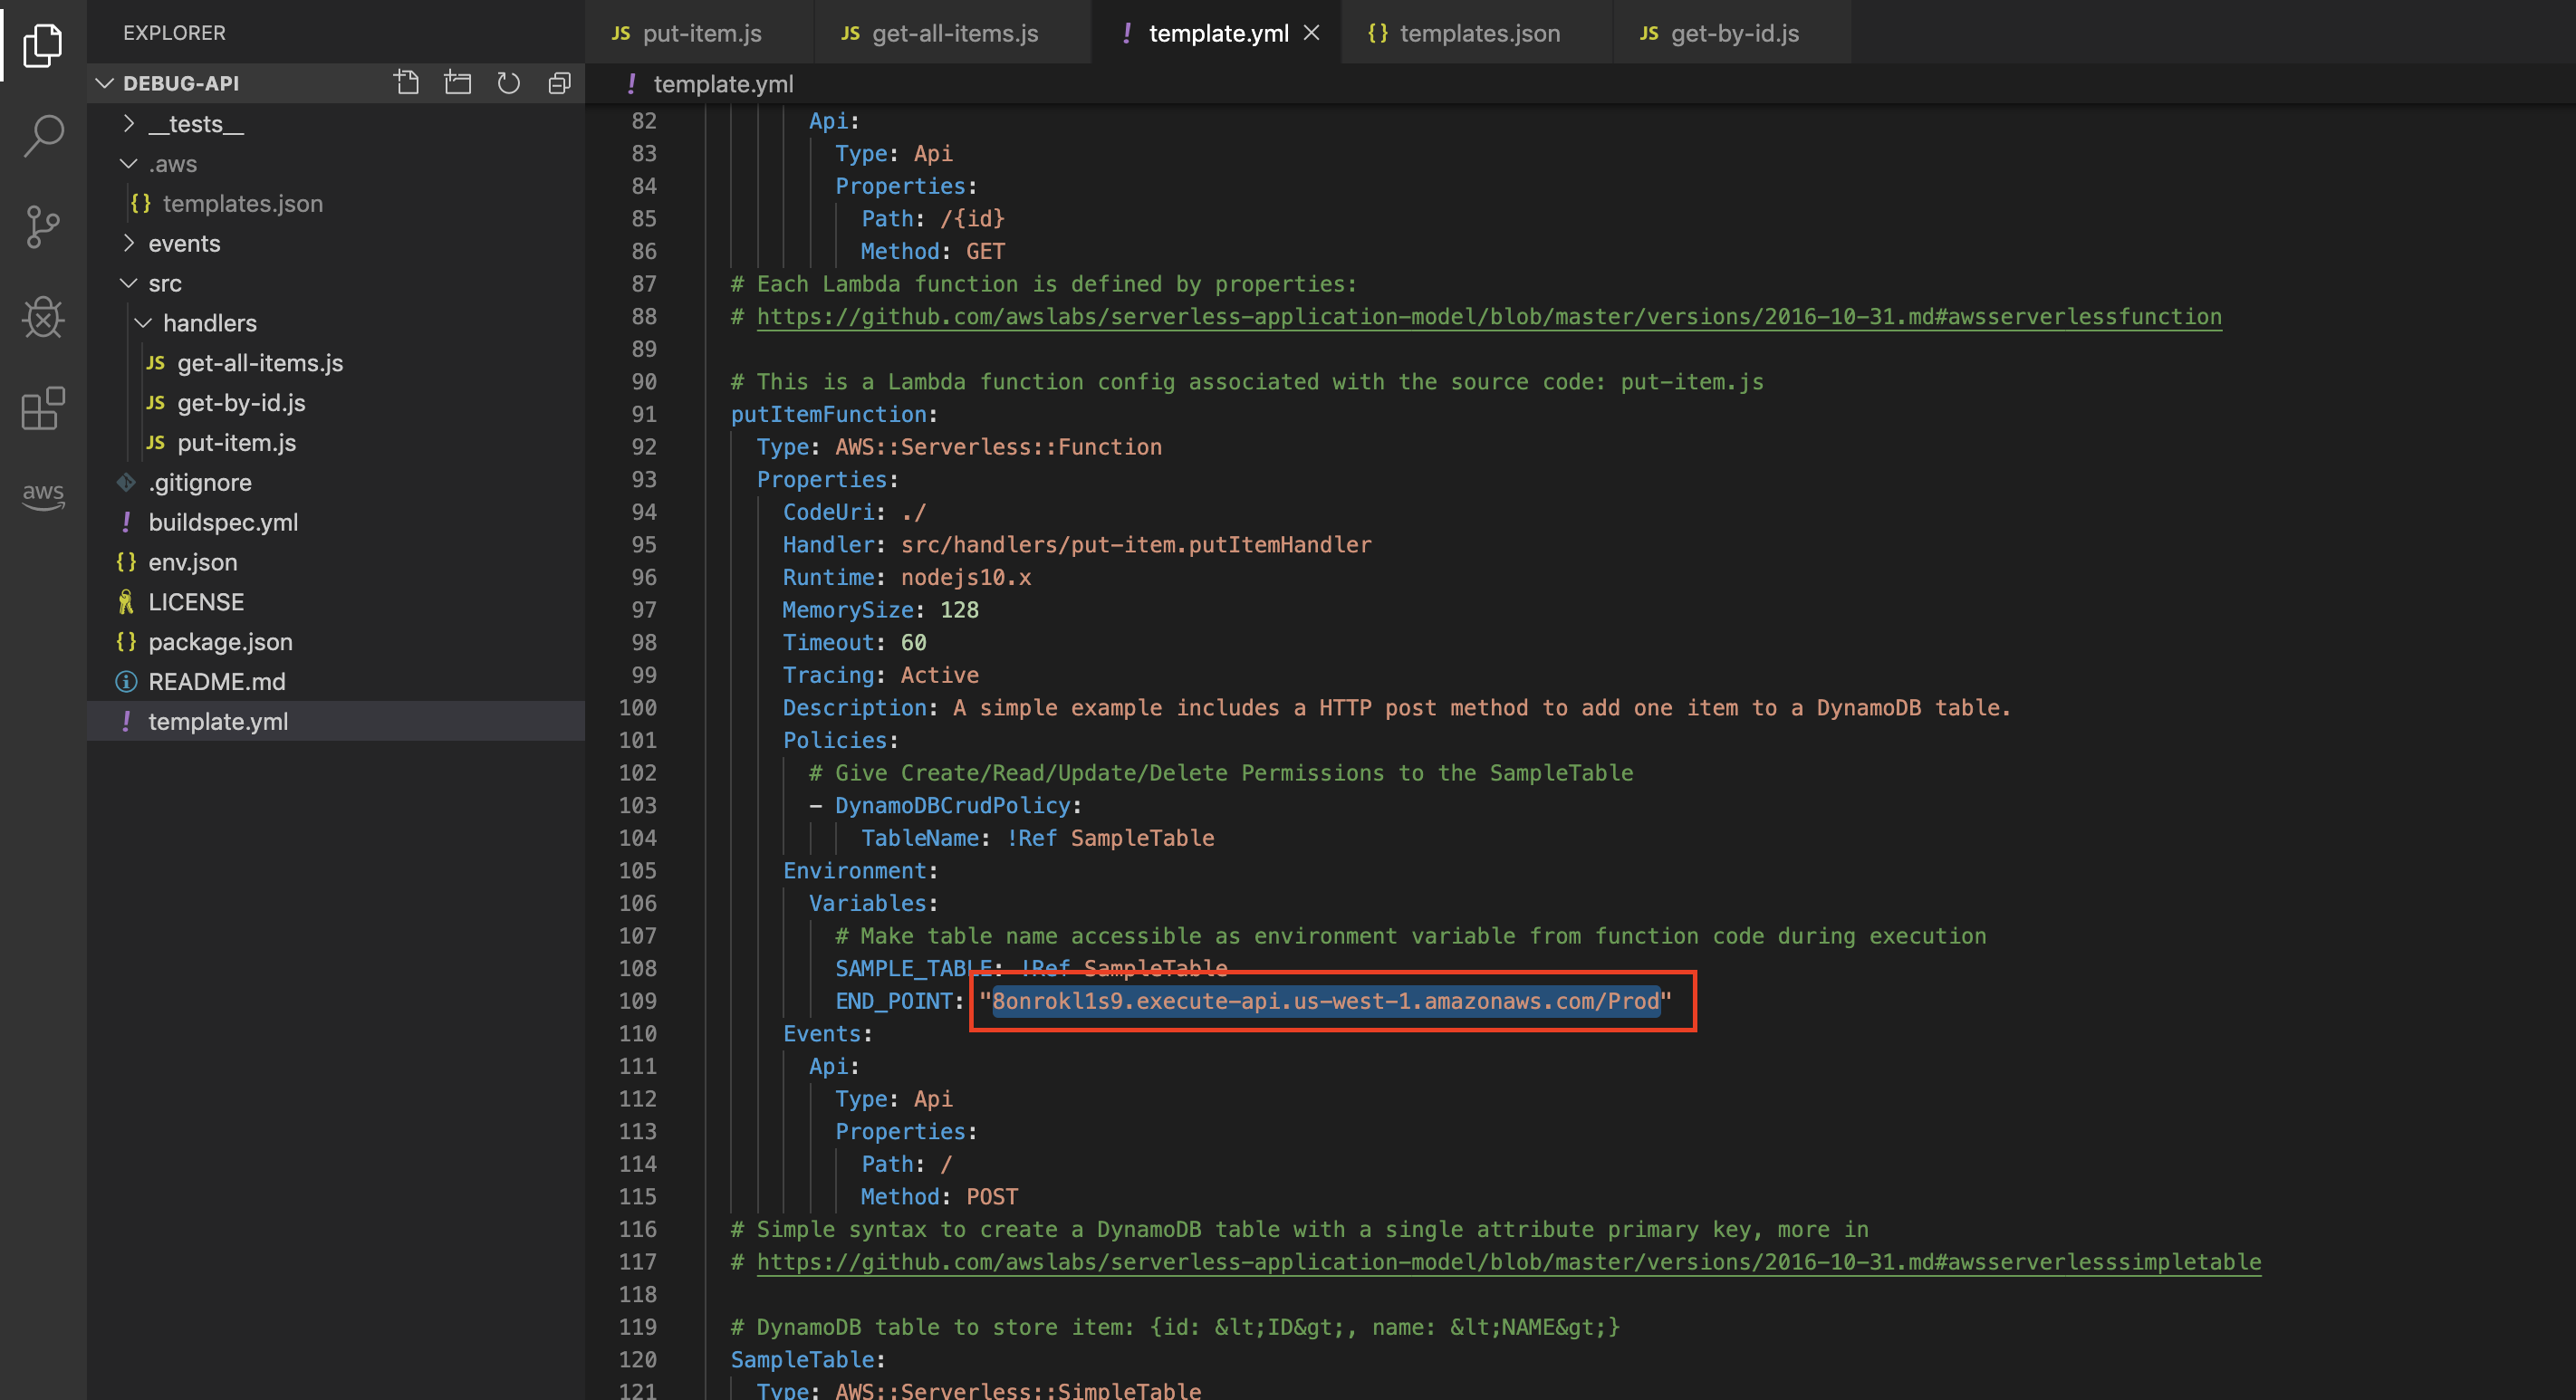 EXPLORER
DEBUG-API
__tests__
.aws
{} templates.json
events
src
handlers
JS get-all-items.js
JS get-by-id.js
JS put-item.js
.gitignore
! buildspec.yml
{} env.json
LICENSE
{} package.json
README.md
! template.yml
aws
JS put-item.js
JS get-all-items.js
! template.yml
{} templates.json
JS get-by-id.js
! template.yml
82 Api:
83 Type: Api
84 Properties:
85 Path: /{id}
86 Method: GET
87 # Each Lambda function is defined by properties:
88 # https://github.com/awslabs/serverless-application-model/blob/master/versions/2016-10-31.md#awsserverlessfunction
89
90 # This is a Lambda function config associated with the source code: put-item.js
91 putItemFunction:
92 Type: AWS::Serverless::Function
93 Properties:
94 CodeUri: ./
95 Handler: src/handlers/put-item.putItemHandler
96 Runtime: nodejs10.x
97 MemorySize: 128
98 Timeout: 60
99 Tracing: Active
100 Description: A simple example includes a HTTP post method to add one item to a DynamoDB table.
101 Policies:
102 # Give Create/Read/Update/Delete Permissions to the SampleTable
103 - DynamoDBCrudPolicy:
104 TableName: !Ref SampleTable
105 Environment:
106 Variables:
107 # Make table name accessible as environment variable from function code during execution
108 SAMPLE_TABLE: !Ref SampleTable
109 END_POINT: "8onrokl1s9.execute-api.us-west-1.amazonaws.com/Prod"
110 Events:
111 Api:
112 Type: Api
113 Properties:
114 Path: /
115 Method: POST
116 # Simple syntax to create a DynamoDB table with a single attribute primary key, more in
117 # https://github.com/awslabs/serverless-application-model/blob/master/versions/2016-10-31.md#awsserverlesssimpletable
118
119 # DynamoDB table to store item: {id: &lt;ID&gt;, name: &lt;NAME&gt;}
120 SampleTable:
121 Type: AWS::Serverless::SimpleTable